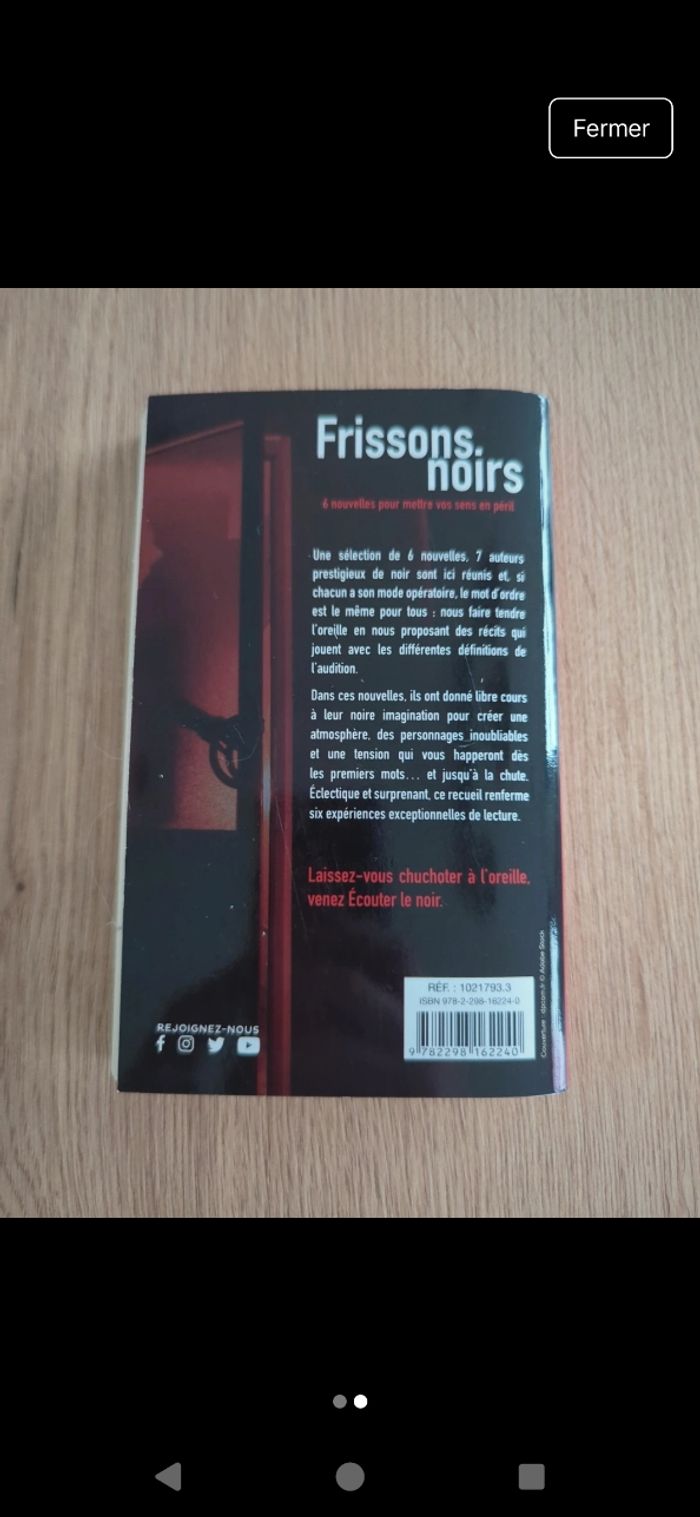 Fermer
Frissons
noirs
6 nouvelles pour mettre vos sens en péril
Une sélection de 6 nouvelles, 7 auteurs
prestigieux de noir sont ici réunis et, si
chacun a son mode opératoire, le mot d'ordre
est le même pour tous : nous faire tendre
l'oreille en nous proposant des récits qui
jouent avec les différentes définitions de
l'audition.
Dans ces nouvelles, ils ont donné libre cours
à leur noire imagination pour créer une
atmosphère, des personnages inoubliables
et une tension qui vous happeront dès
les premiers mots... et jusqu'à la chute.
Éclectique et surprenant, ce recueil renferme
six expériences exceptionnelles de lecture.
Laissez-vous chuchoter à l'oreille,
venez Écouter le noir.
RÉF. : 1021793.3
ISBN 978-2-298-16224-0
9 782298 162240
Couverture : dpcom.fr © Adobe Stock
REJOIGNEZ-NOUS